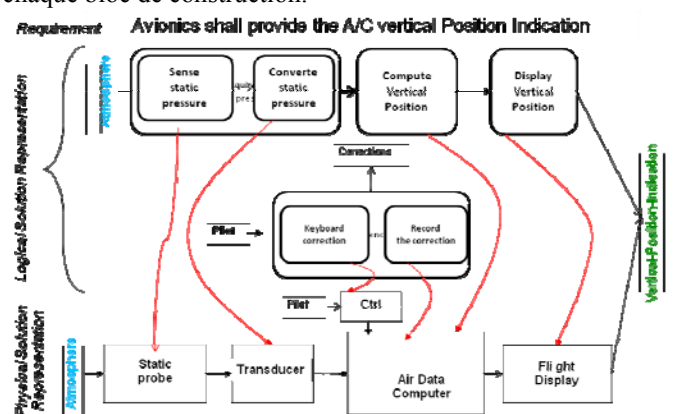 chaque bloc de construction.
Requirement Avionics shall provide the A/C vertical Position Indication
Logical Solution Representation
Atmosphere
Sense
static
pressure
Converte
static
pressure
Compute
Vertical
Position
Display
Vertical
Position
Corrections
Pilot
Keyboard
correction
Record
the correction
Vertical-Position-Indication
Pilot
Ctrl
Physical Solution
Representation
Atmosphere
Static
probe
Transducer
Air Data
Computer
Flight
Display